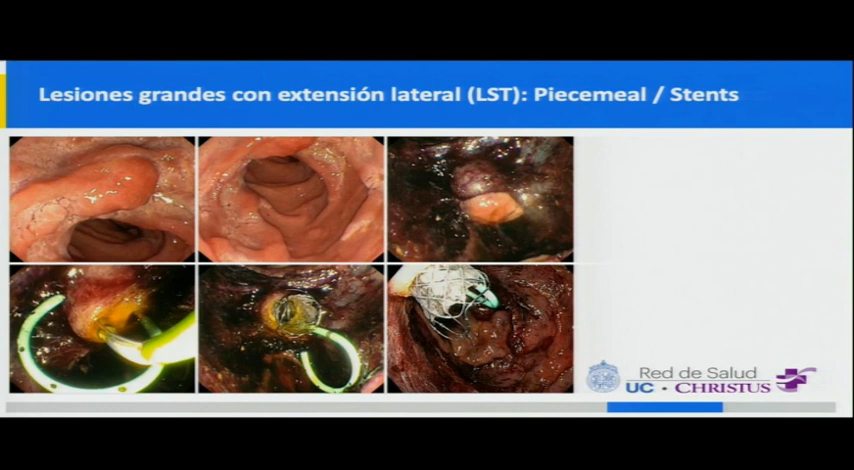 Lesiones grandes con extensión lateral (LST): Piecemeal / Stents
Red de Salud
UC · CHRISTUS